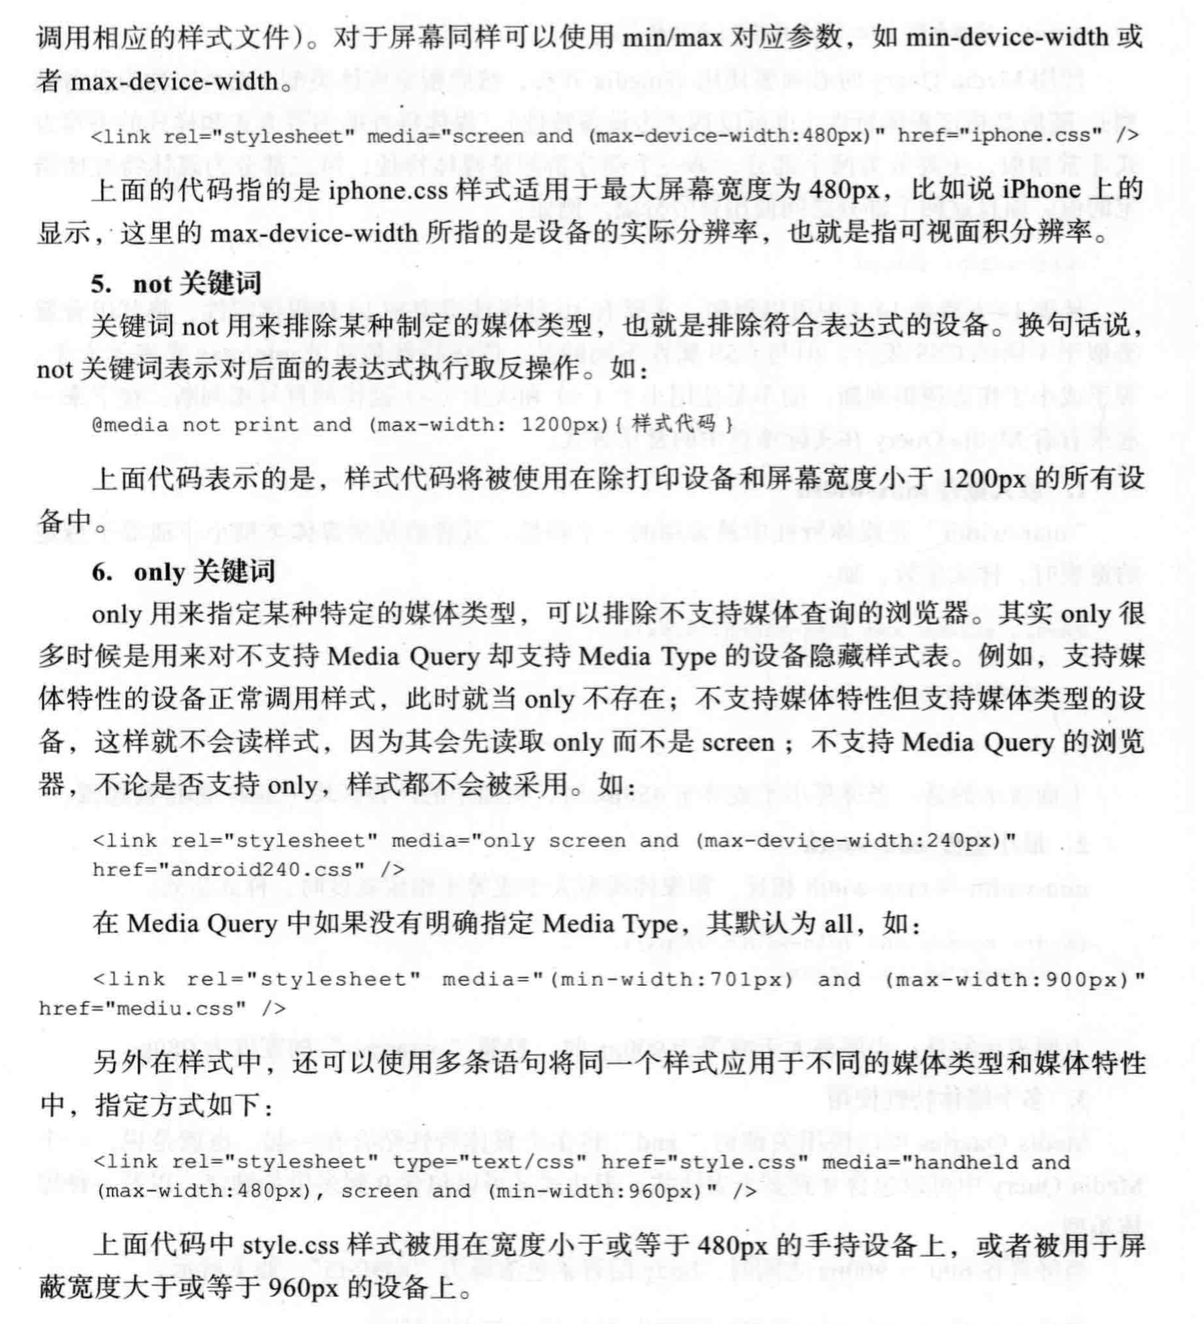 调用相应的样式文件）。对于屏幕同样可以使用 min/max 对应参数，如 min-device-width 或
者 max-device-width。
<link rel="stylesheet" media="screen and (max-device-width:480px)" href="iphone.css" />
上面的代码指的是 iphone.css 样式适用于最大屏幕宽度为 480px，比如说 iPhone 上的
显示，这里的 max-device-width 所指的是设备的实际分辨率，也就是指可视面积分辨率。
5. not 关键词
关键词 not 用来排除某种制定的媒体类型，也就是排除符合表达式的设备。换句话说，
not 关键词表示对后面的表达式执行取反操作。如：
@media not print and (max-width: 1200px){ 样式代码 }
上面代码表示的是，样式代码将被使用在除打印设备和屏幕宽度小于 1200px 的所有设
备中。
6. only 关键词
only 用来指定某种特定的媒体类型，可以排除不支持媒体查询的浏览器。其实 only 很
多时候是用来对不支持 Media Query 却支持 Media Type 的设备隐藏样式表。例如，支持媒
体特性的设备正常调用样式，此时就当 only 不存在；不支持媒体特性但支持媒体类型的设
备，这样就不会读样式，因为其会先读取 only 而不是 screen ；不支持 Media Query 的浏览
器，不论是否支持 only，样式都不会被采用。如：
<link rel="stylesheet" media="only screen and (max-device-width:240px)"
href="android240.css" />
在 Media Query 中如果没有明确指定 Media Type，其默认为 all，如：
<link rel="stylesheet" media="(min-width:701px) and (max-width:900px)"
href="mediu.css" />
另外在样式中，还可以使用多条语句将同一个样式应用于不同的媒体类型和媒体特性
中，指定方式如下：
<link rel="stylesheet" type="text/css" href="style.css" media="handheld and
(max-width:480px), screen and (min-width:960px)" />
上面代码中 style.css 样式被用在宽度小于或等于 480px 的手持设备上，或者被用于屏
蔽宽度大于或等于 960px 的设备上。